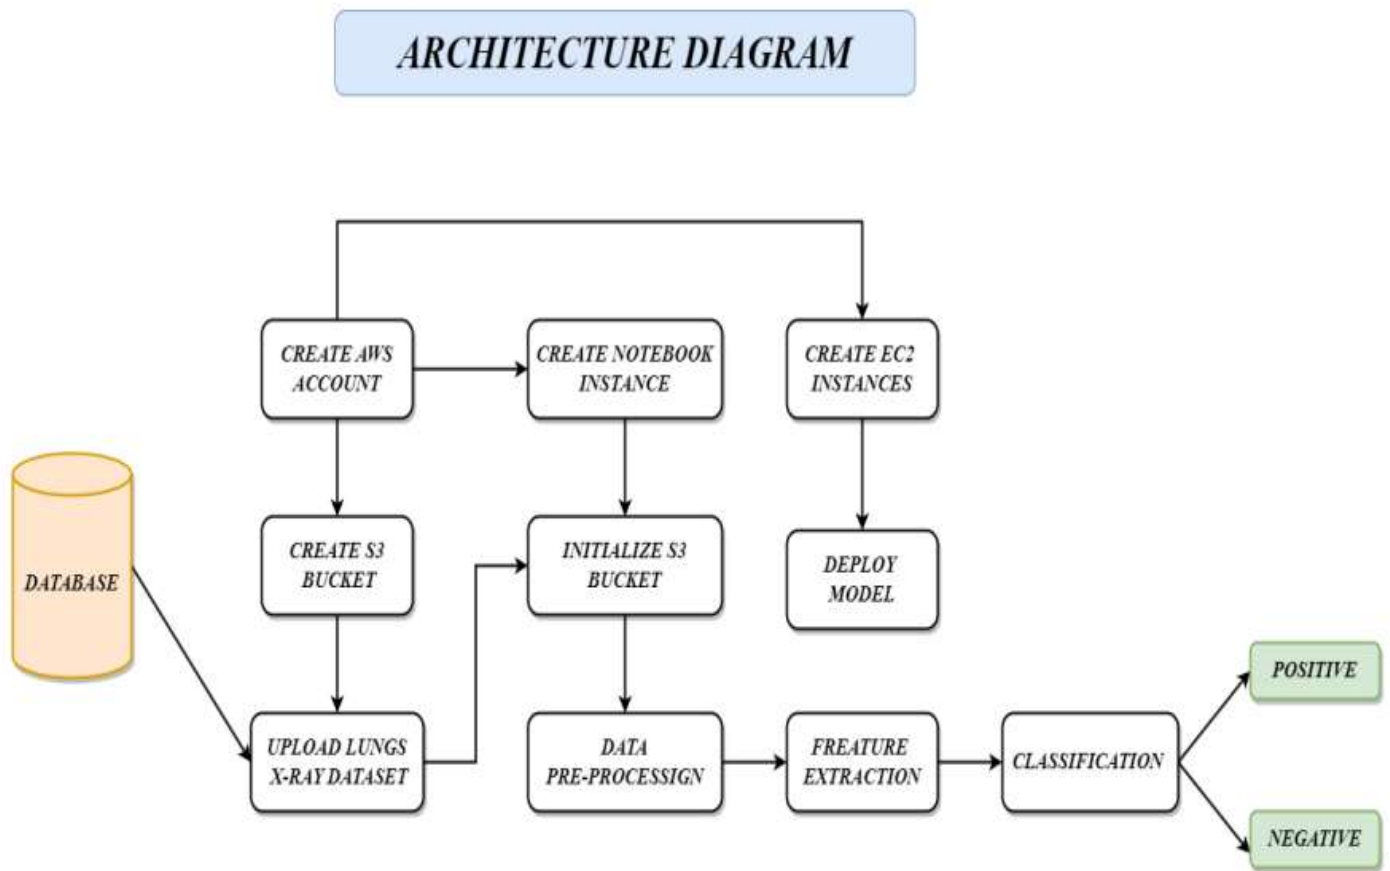 ARCHITECTURE DIAGRAM
CREATE AWS
ACCOUNT
CREATE NOTEBOOK
INSTANCE
CREATE EC2
INSTANCES
DATABASE
CREATE S3
BUCKET
INITIALIZE S3
BUCKET
DEPLOY
MODEL
UPLOAD LUNGS
X-RAY DATASET
DATA
PRE-PROCESSIGN
FREATURE
EXTRACTION
CLASSIFICATION
POSITIVE
NEGATIVE